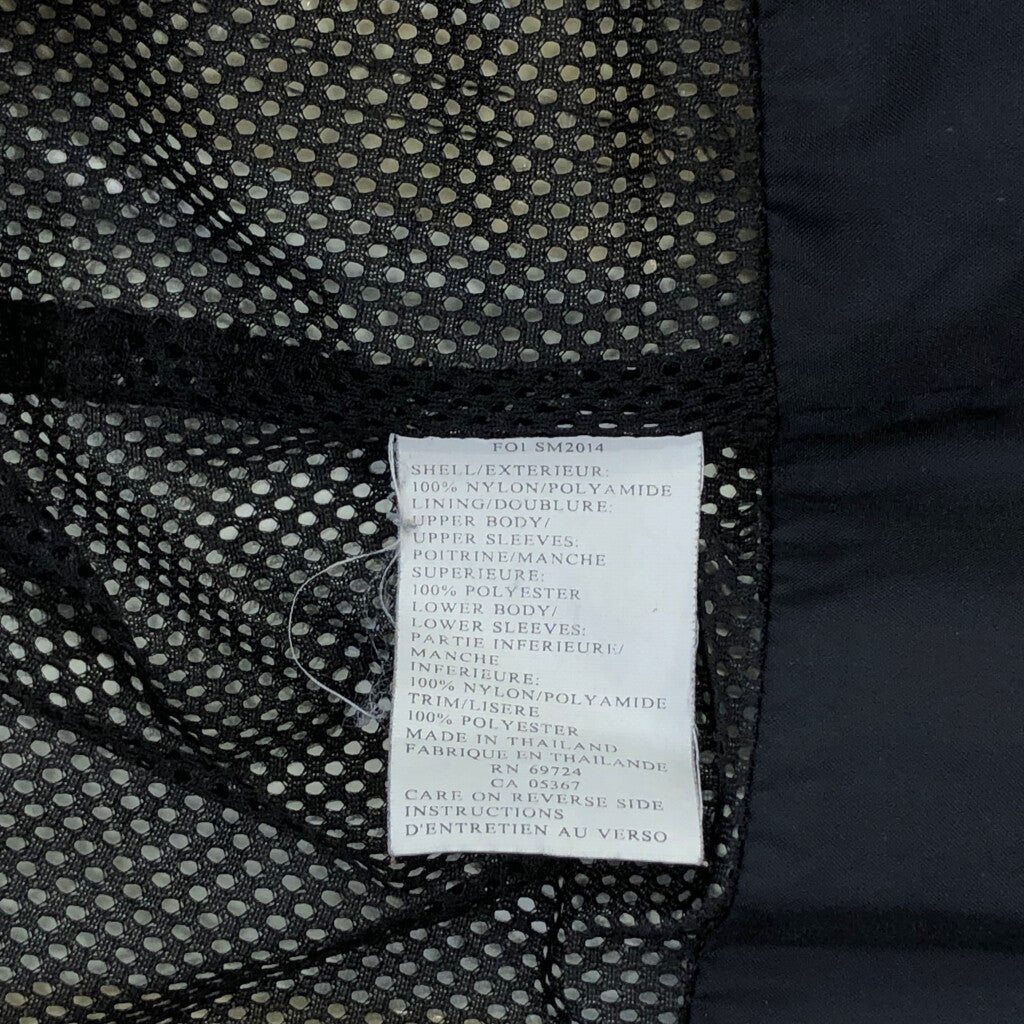 FO1 SM2014
SHELL/EXTERIEUR:
100% NYLON/POLYAMIDE
LINING/DOUBLURE:
UPPER BODY/
UPPER SLEEVES:
POITRINE/MANCHE
SUPERIEURE:
100% POLYESTER
LOWER BODY/
LOWER SLEEVES:
PARTIE INFERIEURE/
MANCHE
INFERIEURE:
100% NYLON/POLYAMIDE
TRIM/LISERE
100% POLYESTER
MADE IN THAILAND
FABRIQUE EN THAILANDE
RN 69724
CA 05367
CARE ON REVERSE SIDE
INSTRUCTIONS
D'ENTRETIEN AU VERSO